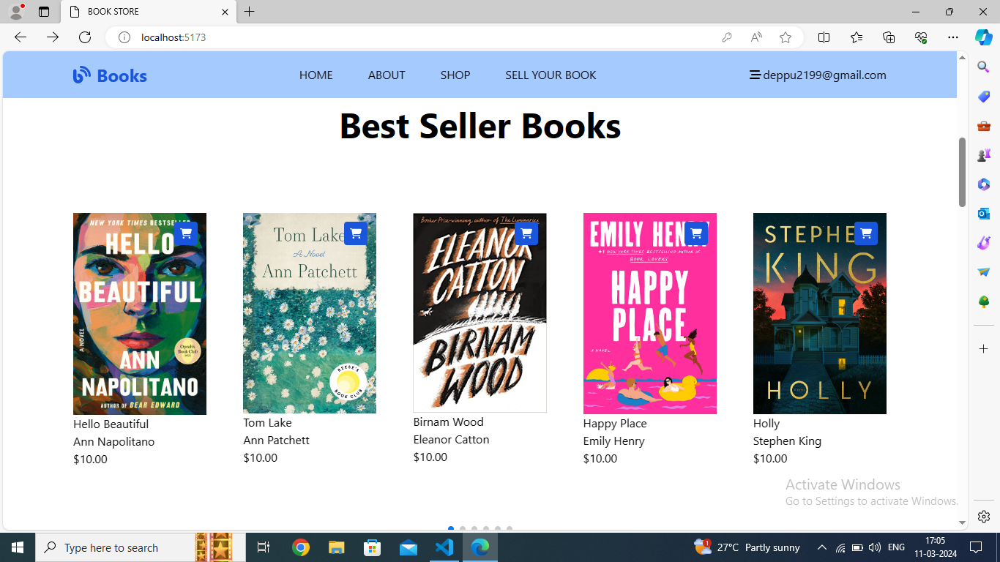 BOOK STORE
localhost:5173
Books
HOME
ABOUT
SHOP
SELL YOUR BOOK
deppu2199@gmail.com
Best Seller Books
NEW YORK TIMES BESTSELLER
HELLO
BEAUTIFUL
A NOVEL
Oprah's
Book Club
ANN
NAPOLITANO
AUTHOR OF DEAR EDWARD
Hello Beautiful
Ann Napolitano
$10.00
Tom Lake
A Novel
Ann Patchett
REESE'S
BOOK CLUB
Tom Lake
Ann Patchett
$10.00
Booker Prize-winning author of The Luminaries
ELEANOR
CATTON
BIRNAM
WOOD
Birnam Wood
Eleanor Catton
$10.00
EMILY HENRY
#1 NEW YORK TIMES BESTSELLING AUTHOR OF
BOOK LOVERS
HAPPY
PLACE
A NOVEL
Happy Place
Emily Henry
$10.00
STEPHE
KING
HOLLY
Holly
Stephen King
$10.00
Activate Windows
Go to Settings to activate Windows.
Type here to search
1
27°C Partly sunny
ENG
17:05
11-03-2024